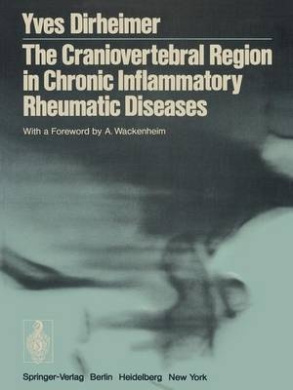 Yves Dirheimer
The Craniovertebral Region
in Chronic Inflammatory
Rheumatic Diseases
With a Foreword by A. Wackenheim
Springer-Verlag Berlin Heidelberg New York